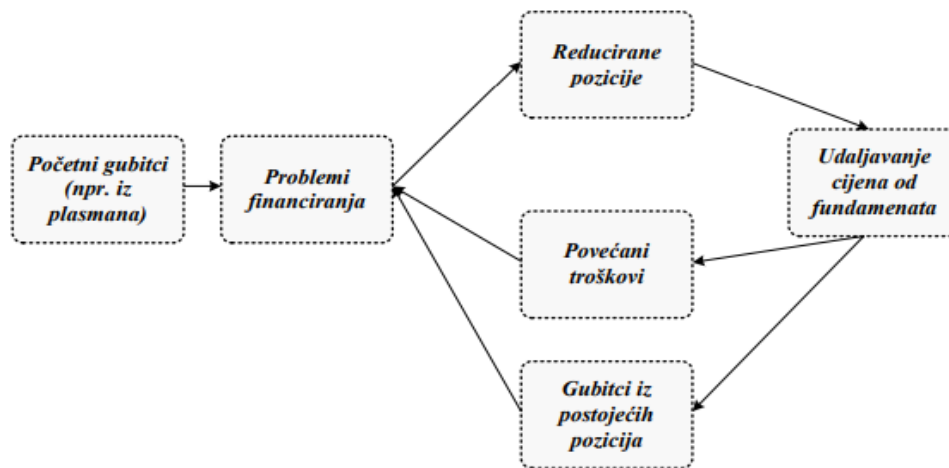 Početni gubitci
(npr. iz
plasmana)
Problemi
financiranja
Reducirane
pozicije
Udaljavanje
cijena od
fundamenata
Povećani
troškovi
Gubitci iz
postojećih
pozicija